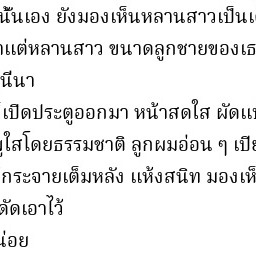 นั่นเอง ยังมองเห็นหลานสาวเป็นเ
แต่หลานสาว ขนาดลูกชายของเธ
นีนา
เปิดประตูออกมา หน้าสดใส ผัดแ
ใสโดยธรรมชาติ ลูกผมอ่อน ๆ เปีย
กระจายเต็มหลัง แห้งสนิท มองเห็
ดัดเอาไว้
น่อย